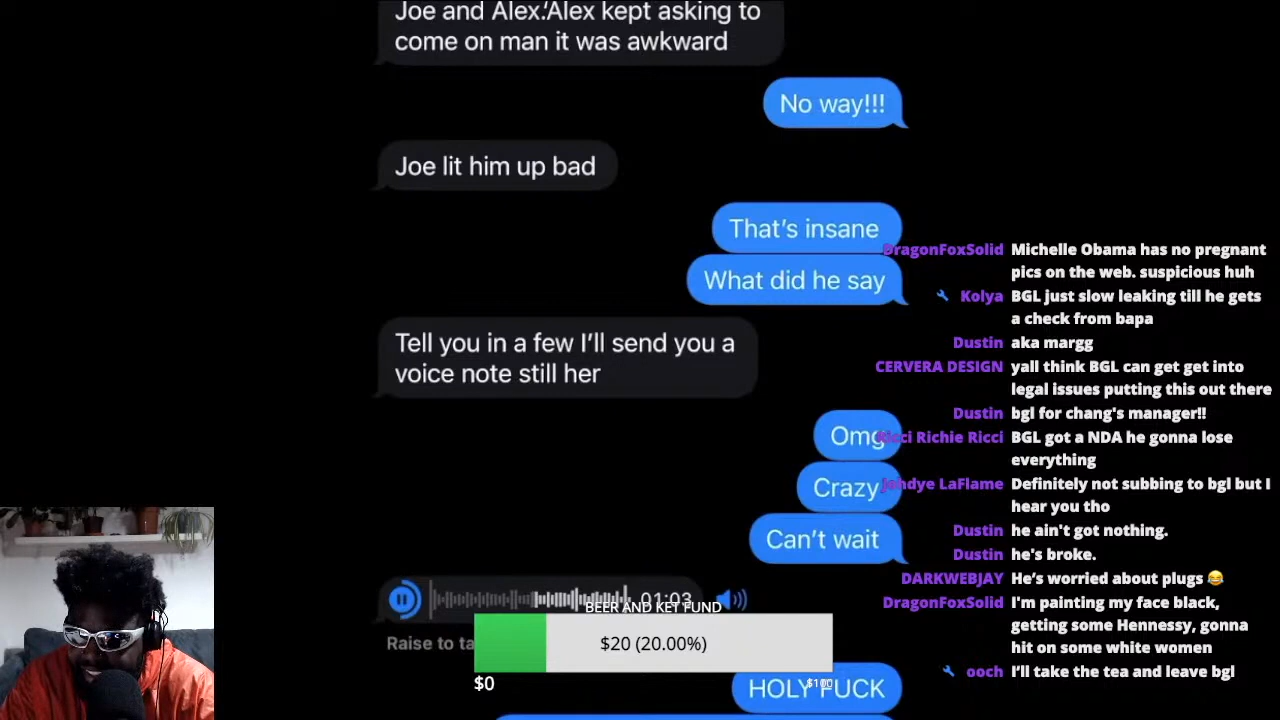 Joe and Alex.'Alex kept asking to
come on man it was awkward
No way!!!
Joe lit him up bad
That's insane
What did he say
Tell you in a few I'll send you a
voice note still her
Omg
Crazy
Can't wait
01:03
Raise to ta
HOLY FUCK
BEER AND KET FUND
$20 (20.00%)
$0
$100
DragonFoxSolid Michelle Obama has no pregnant
pics on the web. suspicious huh
Kolya BGL just slow leaking till he gets
a check from bapa
Dustin aka margg
CERVERA DESIGN yall think BGL can get get into
legal issues putting this out there
Dustin bgl for chang's manager!!
Ricci Richie Ricci BGL got a NDA he gonna lose
everything
LaFlame Definitely not subbing to bgl but I
hear you tho
Dustin he ain't got nothing.
Dustin he's broke.
DARKWEBJAY He's worried about plugs 😂
DragonFoxSolid I'm painting my face black,
getting some Hennessy, gonna
hit on some white women
ooch I'll take the tea and leave bgl